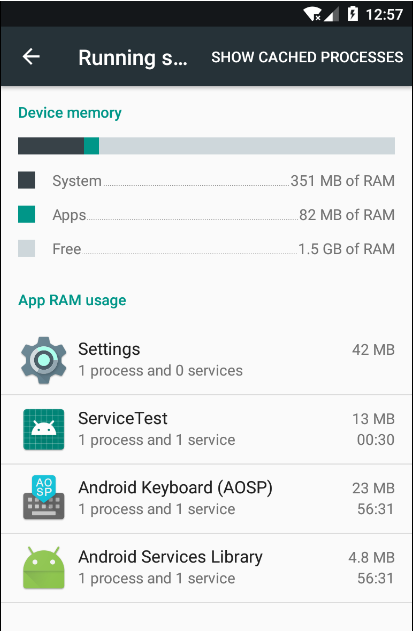 12:57
Running s... SHOW CACHED PROCESSES
Device memory
System 351 MB of RAM
Apps 82 MB of RAM
Free 1.5 GB of RAM
App RAM usage
Settings 42 MB
1 process and 0 services
ServiceTest 13 MB
1 process and 1 service 00:30
AO
SP
Android Keyboard (AOSP) 23 MB
1 process and 1 service 56:31
Android Services Library 4.8 MB
1 process and 1 service 56:31